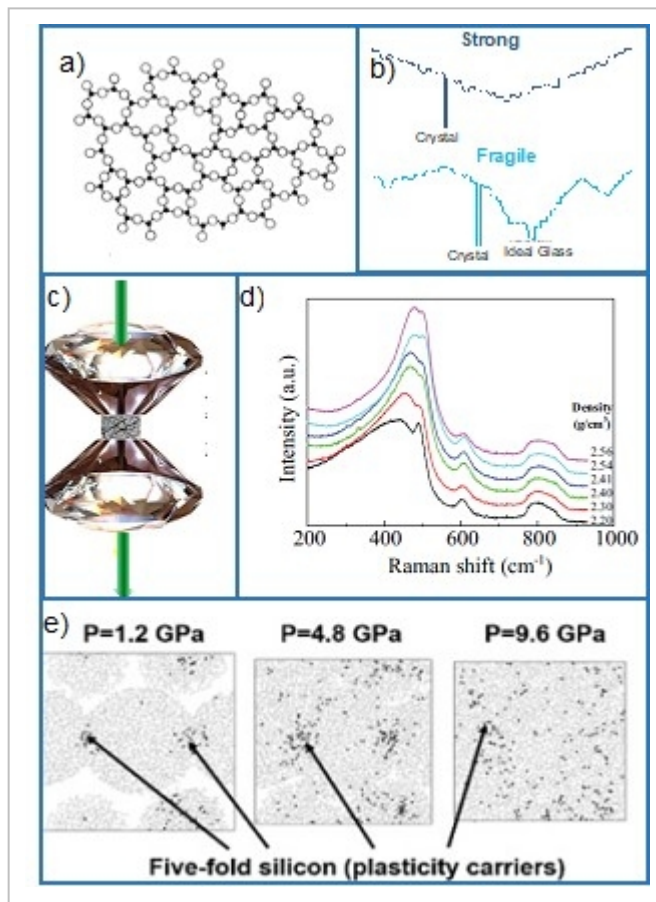 a)
b)
Strong
Crystal
Fragile
Crystal
Ideal Glass
c)
d)
Intensity (a.u.)
Density
(g/cm³)
2.56
2.54
2.41
2.40
2.30
2.20
200 400 600 800 1000
Raman shift (cm⁻¹)
e)
P=1.2 GPa P=4.8 GPa P=9.6 GPa
Five-fold silicon (plasticity carriers)